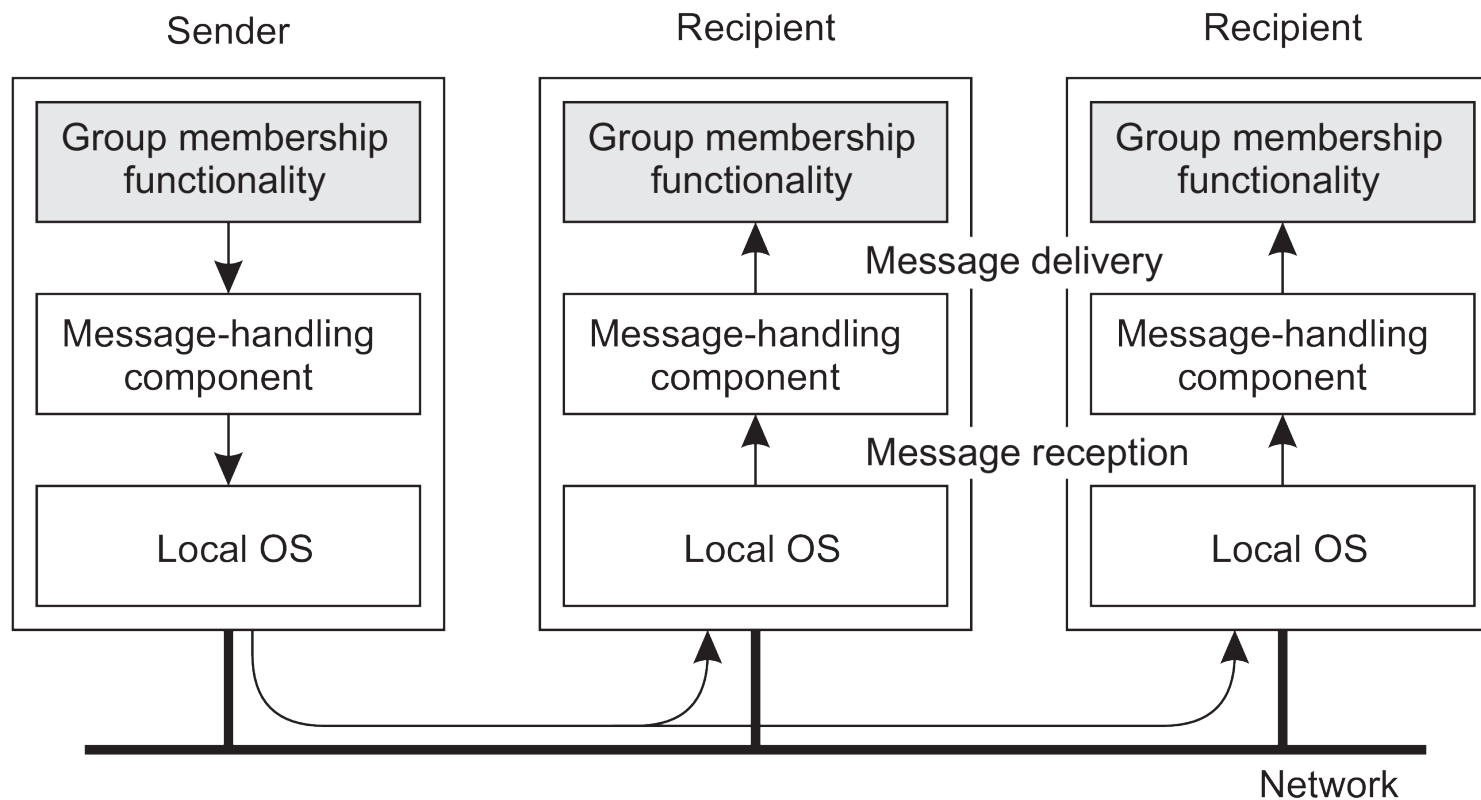 Sender
Recipient
Recipient
Group membership
functionality
Group membership
functionality
Group membership
functionality
Message delivery
Message-handling
component
Message-handling
component
Message-handling
component
Message reception
Local OS
Local OS
Local OS
Network